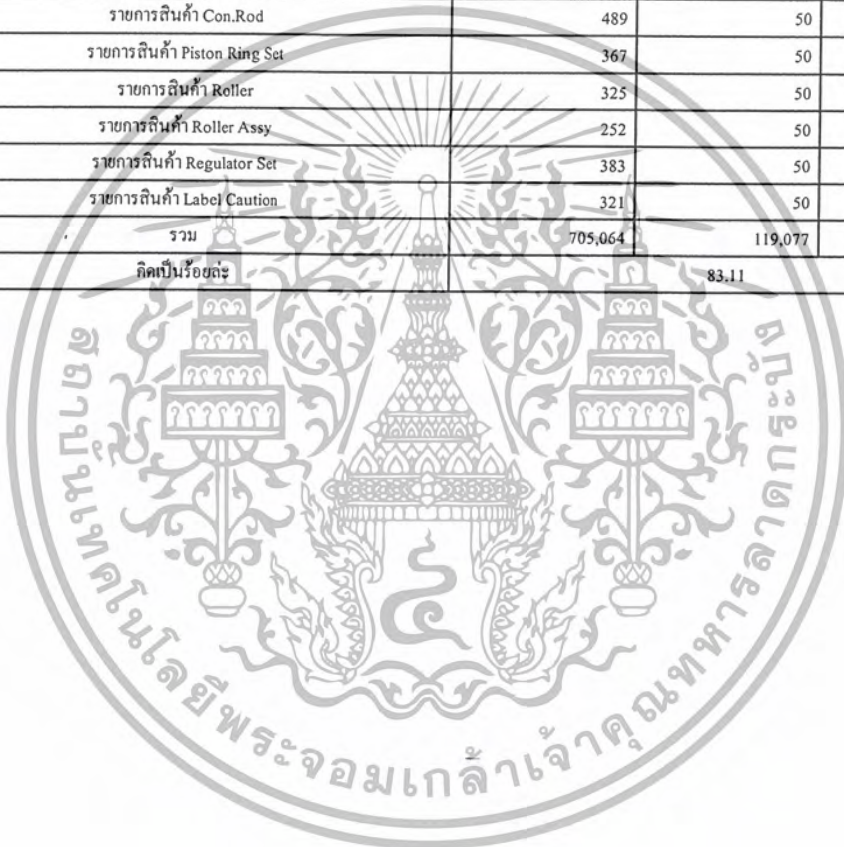 รายการสินค้า Con.Rod 489 50
รายการสินค้า Piston Ring Set 367 50
รายการสินค้า Roller 325 50
รายการสินค้า Roller Assy 252 50
รายการสินค้า Regulator Set 383 50
รายการสินค้า Label Caution 321 50
รวม 705,064 119,077
คิดเป็นร้อยละ 83.11
สถาบันเทคโนโลยีพระจอมเกล้าเจ้าคุณทหารลาดกระบัง